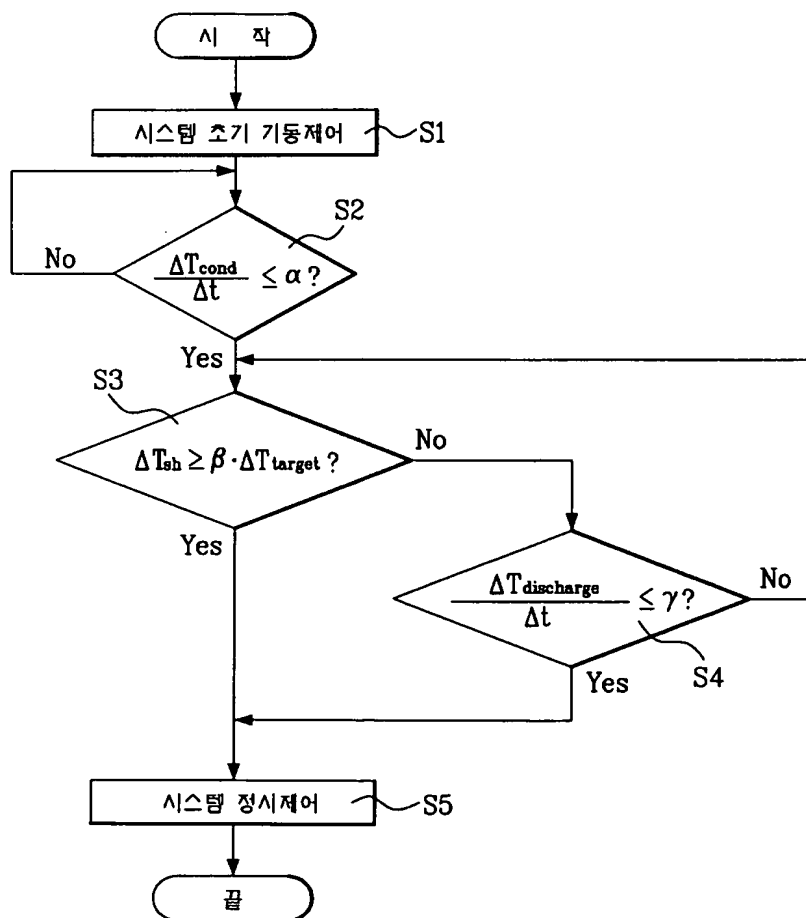 시 작
시스템 초기 기동제어
S1
S2
No
ΔTcond/Δt ≤ α?
Yes
S3
No
ΔTsh ≥ β·ΔTtarget?
Yes
ΔTdischarge/Δt ≤ γ?
No
S4
Yes
시스템 정시제어
S5
끝